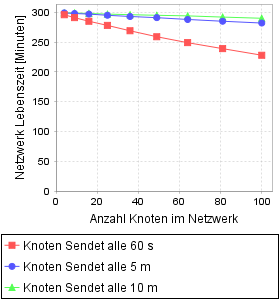 Netzwerk Lebenszeit [Minuten]
300
250
200
150
100
50
0
0 20 40 60 80 100
Anzahl Knoten im Netzwerk
Knoten Sendet alle 60 s
Knoten Sendet alle 5 m
Knoten Sendet alle 10 m